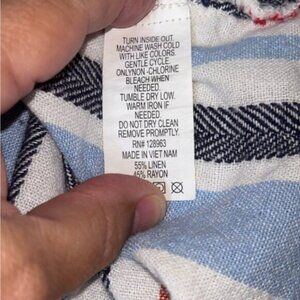 TURN INSIDE OUT.
MACHINE WASH COLD
WITH LIKE COLORS.
GENTLE CYCLE
ONLYNON -CHLORINE
BLEACH WHEN
NEEDED.
TUMBLE DRY LOW.
WARM IRON IF
NEEDED.
DO NOT DRY CLEAN
REMOVE PROMPTLY.
RN# 128963
MADE IN VIET NAM
55% LINEN
45% RAYON